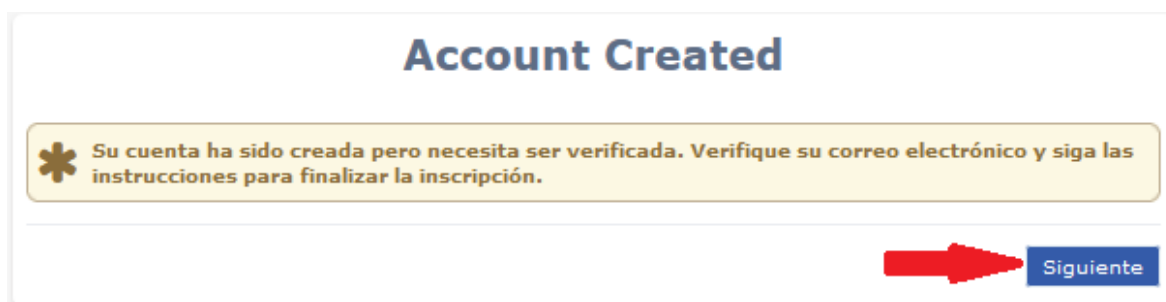 Account Created
Su cuenta ha sido creada pero necesita ser verificada. Verifique su correo electrónico y siga las
instrucciones para finalizar la inscripción.
Siguiente